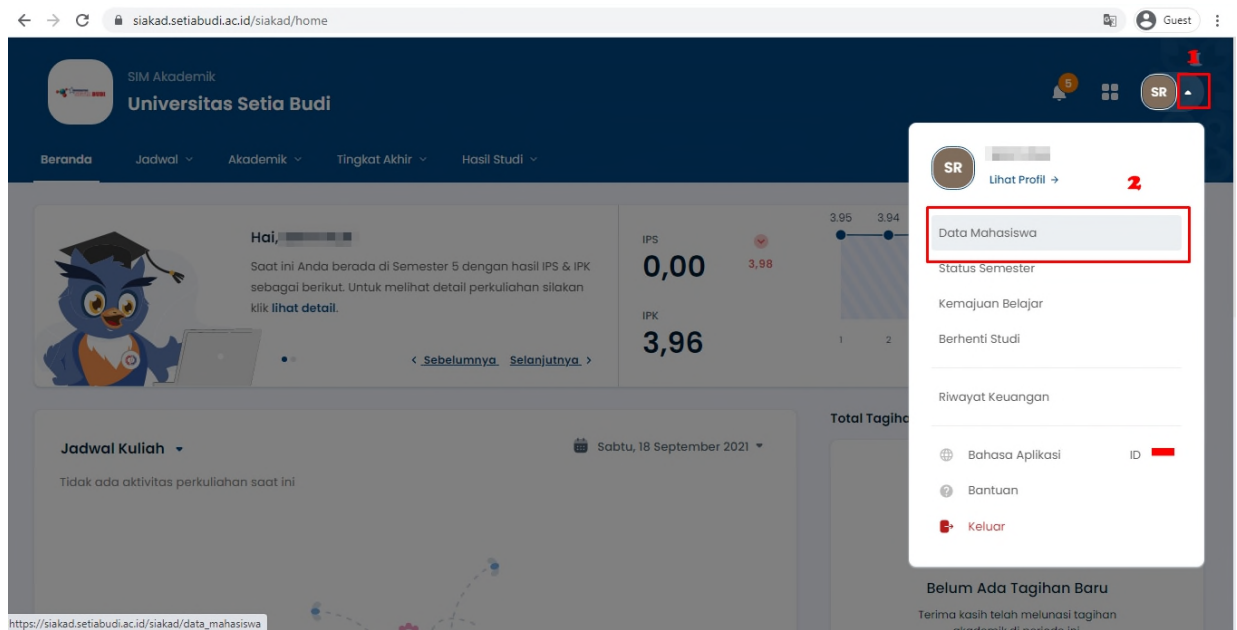 siakad.setiabudi.ac.id/siakad/home
Guest
1
SIM Akademik
Universitas Setia Budi
5
SR
Beranda
Jadwal
Akademik
Tingkat Akhir
Hasil Studi
SR
Lihat Profil →
2
Data Mahasiswa
Status Semester
Kemajuan Belajar
Berhenti Studi
Riwayat Keuangan
Bahasa Aplikasi ID
Bantuan
Keluar
Hai,
Saat ini Anda berada di Semester 5 dengan hasil IPS & IPK
sebagai berikut. Untuk melihat detail perkuliahan silakan
klik lihat detail.
< Sebelumnya Selanjutnya >
IPS
0,00 3,98
IPK
3,96
3.95 3.94
1 2
Jadwal Kuliah
Sabtu, 18 September 2021
Tidak ada aktivitas perkuliahan saat ini
Total
Belum Ada Tagihan Baru
Terima kasih telah melunasi tagihan
akademik di periode ini
https://siakad.setiabudi.ac.id/siakad/data_mahasiswa